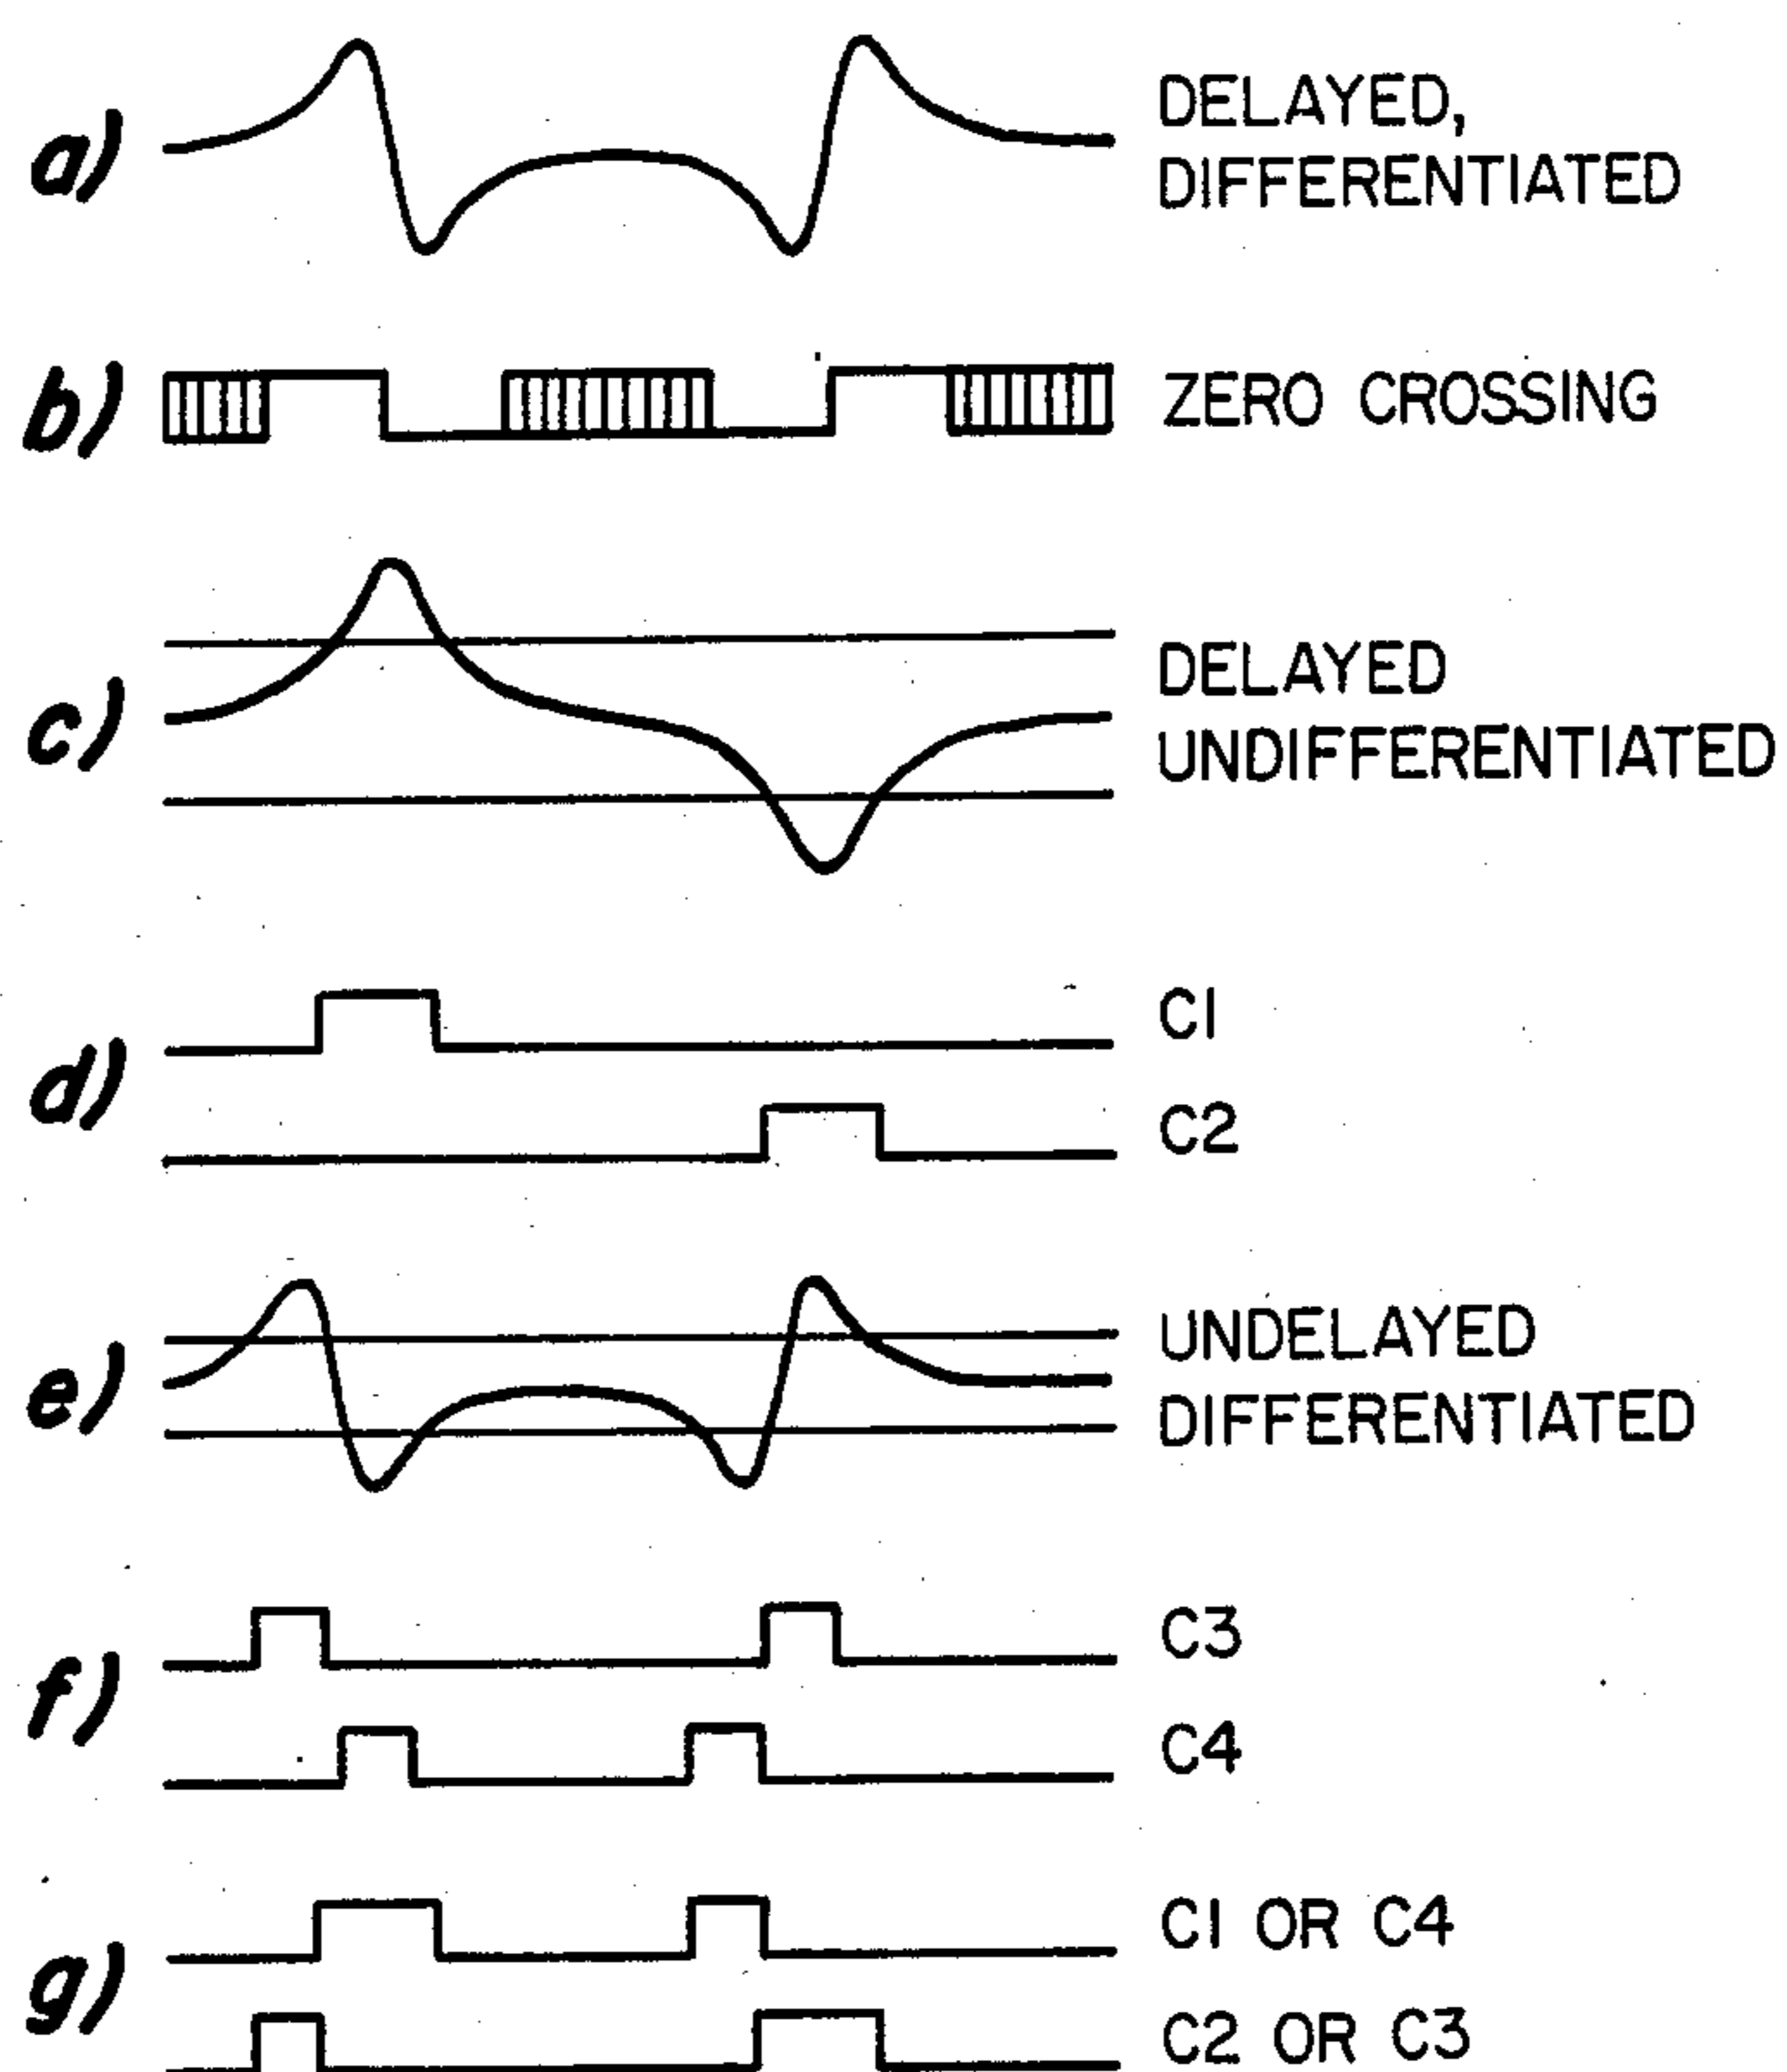 a)
DELAYED,
DIFFERENTIATED
b)
ZERO CROSSING
c)
DELAYED
UNDIFFERENTIATED
d)
C1
C2
e)
UNDELAYED
DIFFERENTIATED
f)
C3
C4
g)
C1 OR C4
C2 OR C3